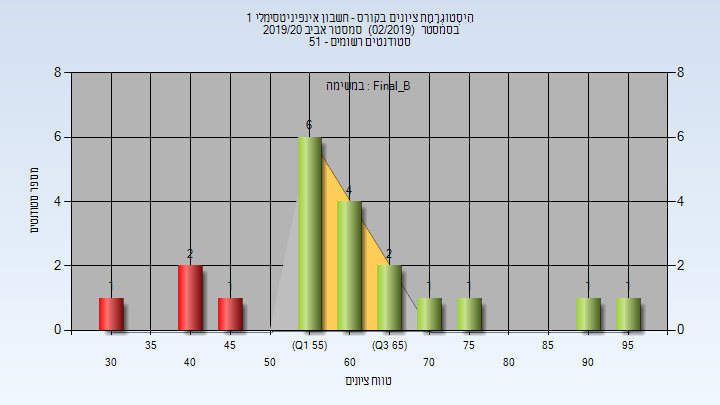 הִיסְטוֹגְרָמַת ציונים בקורס - חשבון אינפיניטסימלי 1
בסמסטר (02/2019) סמסטר אביב 2019/20
סטודנטים רשומים - 51
במשימה : Final_B
מספר סטודנטים
8 8
6 6
4 4
2 2
0 0
1 2 1 6 4 2 1 1 1 1
35 45 (Q1 55) (Q3 65) 75 85 95
30 40 50 60 70 80 90
טווח ציונים